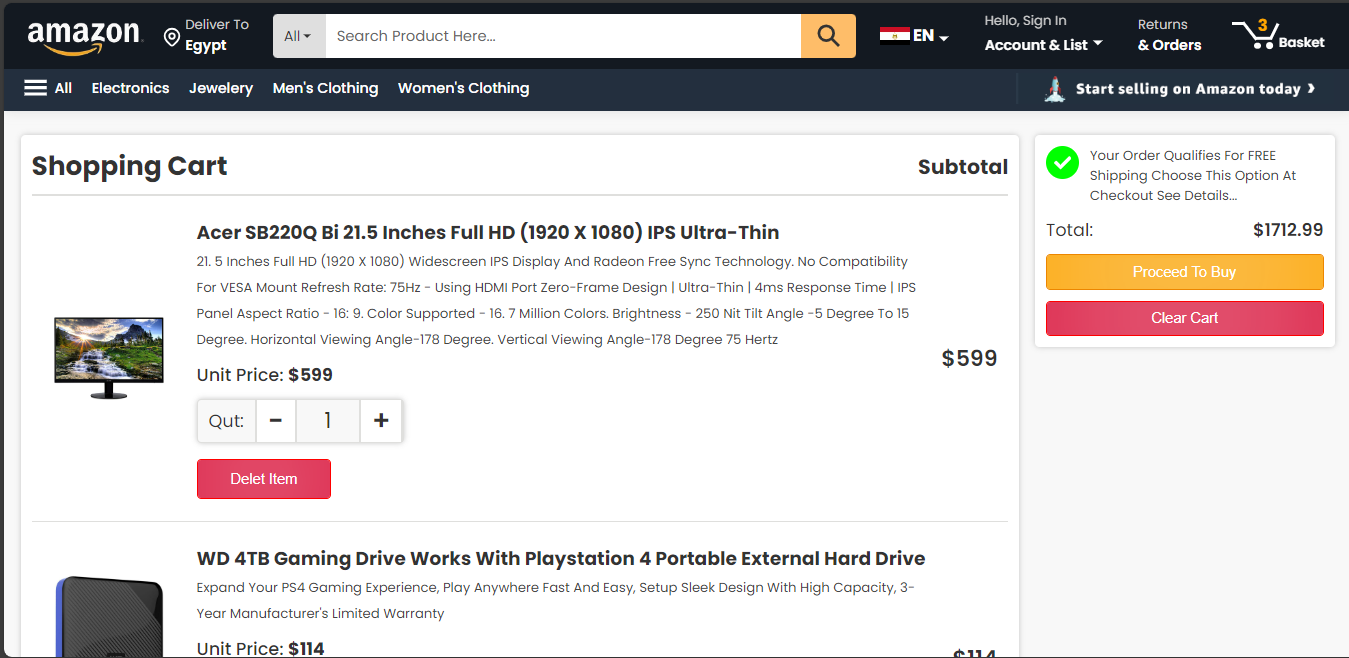 amazon
Deliver To
Egypt
All
Search Product Here...
EN
Hello, Sign In
Account & List
Returns
& Orders
3
Basket
All
Electronics
Jewelery
Men's Clothing
Women's Clothing
Start selling on Amazon today ›
Shopping Cart
Subtotal
Acer SB220Q Bi 21.5 Inches Full HD (1920 X 1080) IPS Ultra-Thin
21. 5 Inches Full HD (1920 X 1080) Widescreen IPS Display And Radeon Free Sync Technology. No Compatibility
For VESA Mount Refresh Rate: 75Hz - Using HDMI Port Zero-Frame Design | Ultra-Thin | 4ms Response Time | IPS
Panel Aspect Ratio - 16: 9. Color Supported - 16. 7 Million Colors. Brightness - 250 Nit Tilt Angle -5 Degree To 15
Degree. Horizontal Viewing Angle-178 Degree. Vertical Viewing Angle-178 Degree 75 Hertz
Unit Price: $599
$599
Qut:
−
1
+
Delet Item
WD 4TB Gaming Drive Works With Playstation 4 Portable External Hard Drive
Expand Your PS4 Gaming Experience, Play Anywhere Fast And Easy, Setup Sleek Design With High Capacity, 3-
Year Manufacturer's Limited Warranty
Unit Price: $114
$114
Your Order Qualifies For FREE
Shipping Choose This Option At
Checkout See Details...
Total:
$1712.99
Proceed To Buy
Clear Cart